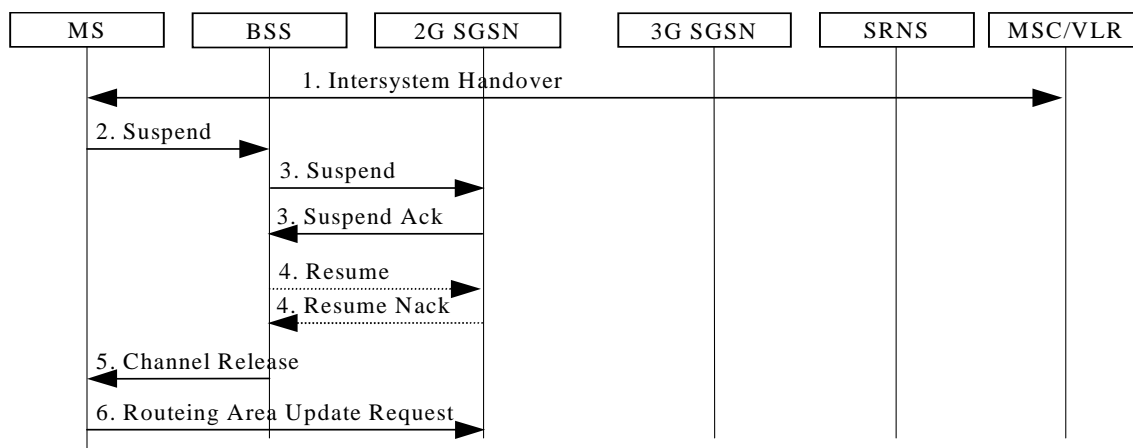 MS BSS 2G SGSN 3G SGSN SRNS MSC/VLR
1. Intersystem Handover
2. Suspend
3. Suspend
3. Suspend Ack
4. Resume
4. Resume Nack
5. Channel Release
6. Routeing Area Update Request